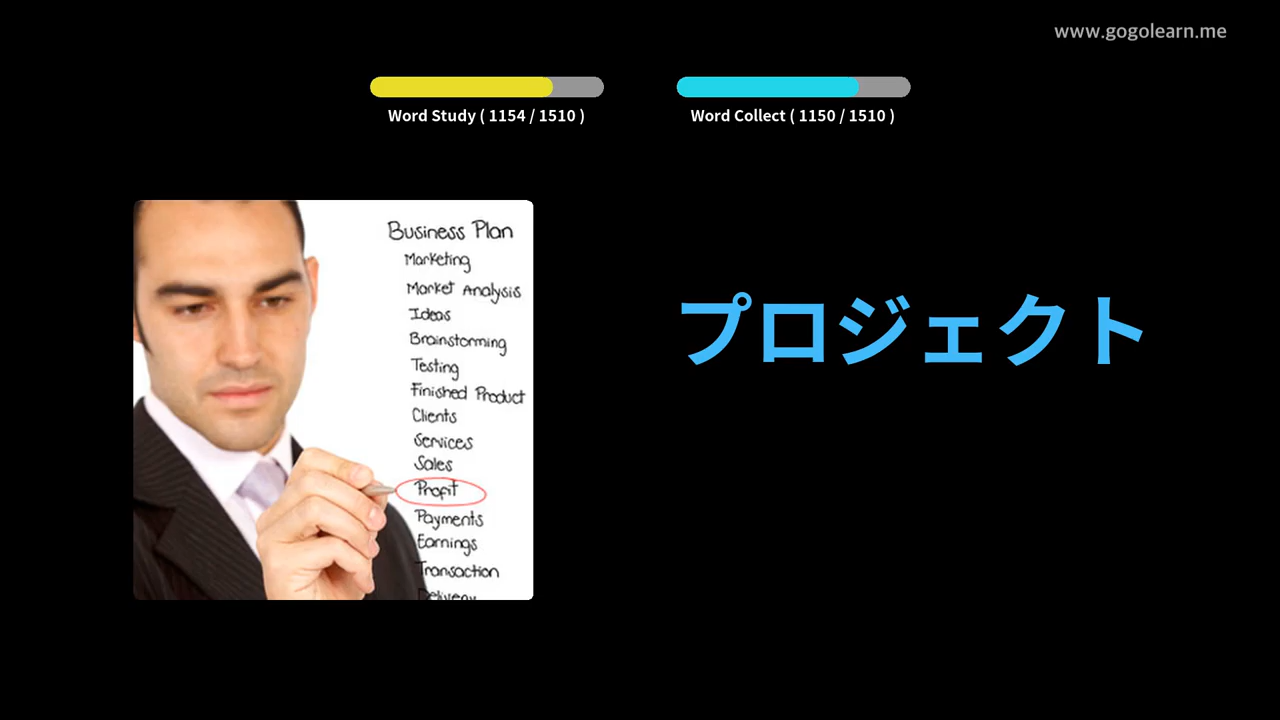 www.gogolearn.me
Word Study ( 1154 / 1510 )
Word Collect ( 1150 / 1510 )
Business Plan
Marketing
Market Analysis
Ideas
Brainstorming
Testing
Finished Product
Clients
Services
Sales
Profit
Payments
Earnings
Transaction
Delivery
プロジェクト